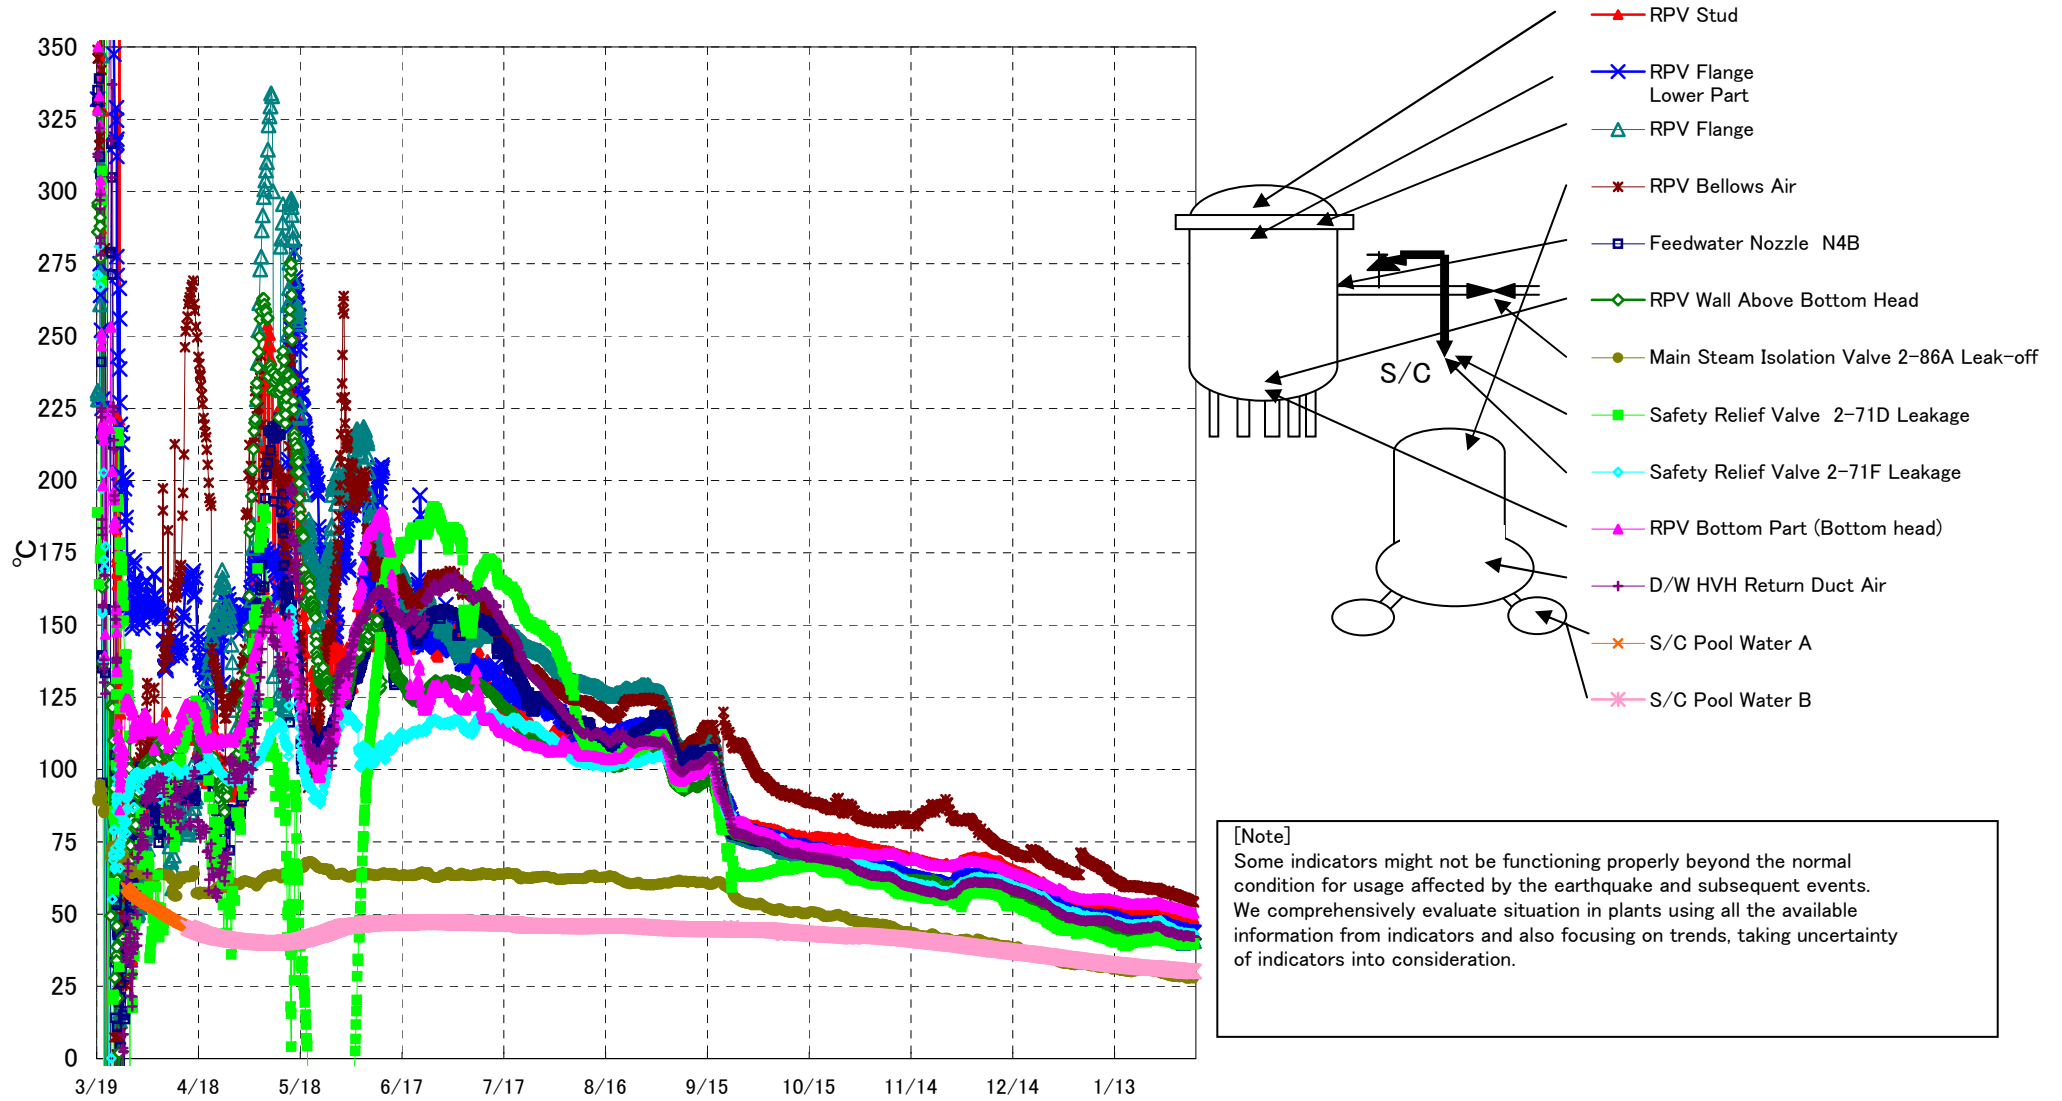 350
325
300
275
250
225
200
175
150
125
100
75
50
25
0
℃
3/19 4/18 5/18 6/17 7/17 8/16 9/15 10/15 11/14 12/14 1/13
RPV Stud
RPV Flange
Lower Part
RPV Flange
RPV Bellows Air
Feedwater Nozzle N4B
RPV Wall Above Bottom Head
Main Steam Isolation Valve 2-86A Leak-off
Safety Relief Valve 2-71D Leakage
Safety Relief Valve 2-71F Leakage
RPV Bottom Part (Bottom head)
D/W HVH Return Duct Air
S/C Pool Water A
S/C Pool Water B
S/C
[Note]
Some indicators might not be functioning properly beyond the normal
condition for usage affected by the earthquake and subsequent events.
We comprehensively evaluate situation in plants using all the available
information from indicators and also focusing on trends, taking uncertainty
of indicators into consideration.